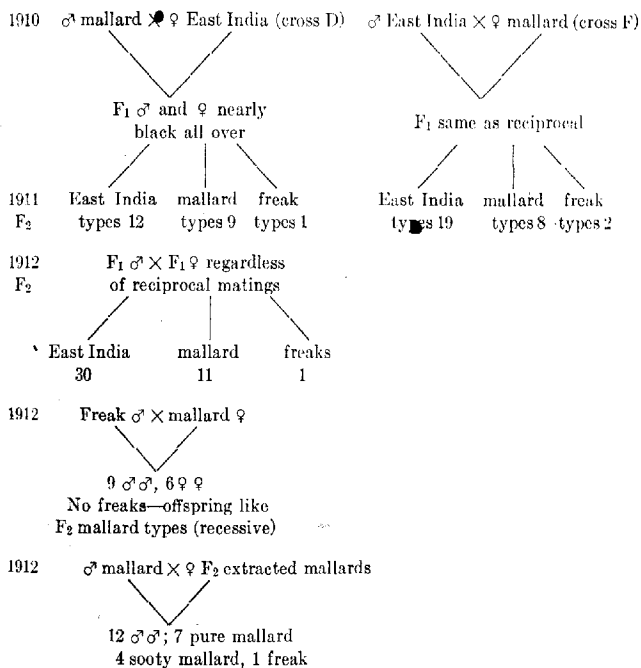 1910 ♂ mallard × ♀ East India (cross D) ♂ East India × ♀ mallard (cross F)
F1 ♂ and ♀ nearly
black all over
F1 same as reciprocal
1911 East India mallard freak East India mallard freak
F2 types 12 types 9 types 1 types 19 types 8 types 2
1912 F1 ♂ × F1 ♀ regardless
F2 of reciprocal matings
East India mallard freaks
30 11 1
1912 Freak ♂ × mallard ♀
9 ♂♂, 6 ♀♀
No freaks—offspring like
F2 mallard types (recessive)
1912 ♂ mallard × ♀ F2 extracted mallards
12 ♂♂; 7 pure mallard
4 sooty mallard, 1 freak